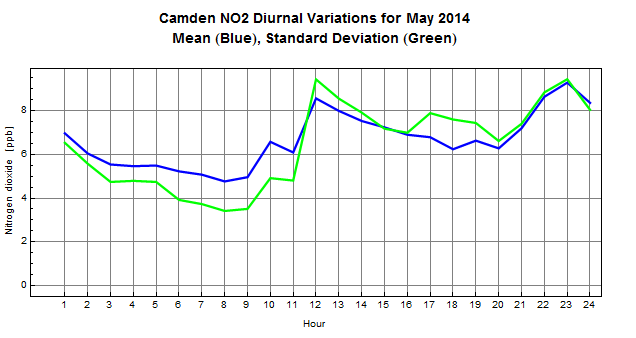 Camden NO2 Diurnal Variations for May 2014
Mean (Blue), Standard Deviation (Green)
Nitrogen dioxide [ppb]
8
6
4
2
0
1 2 3 4 5 6 7 8 9 10 11 12 13 14 15 16 17 18 19 20 21 22 23 24
Hour